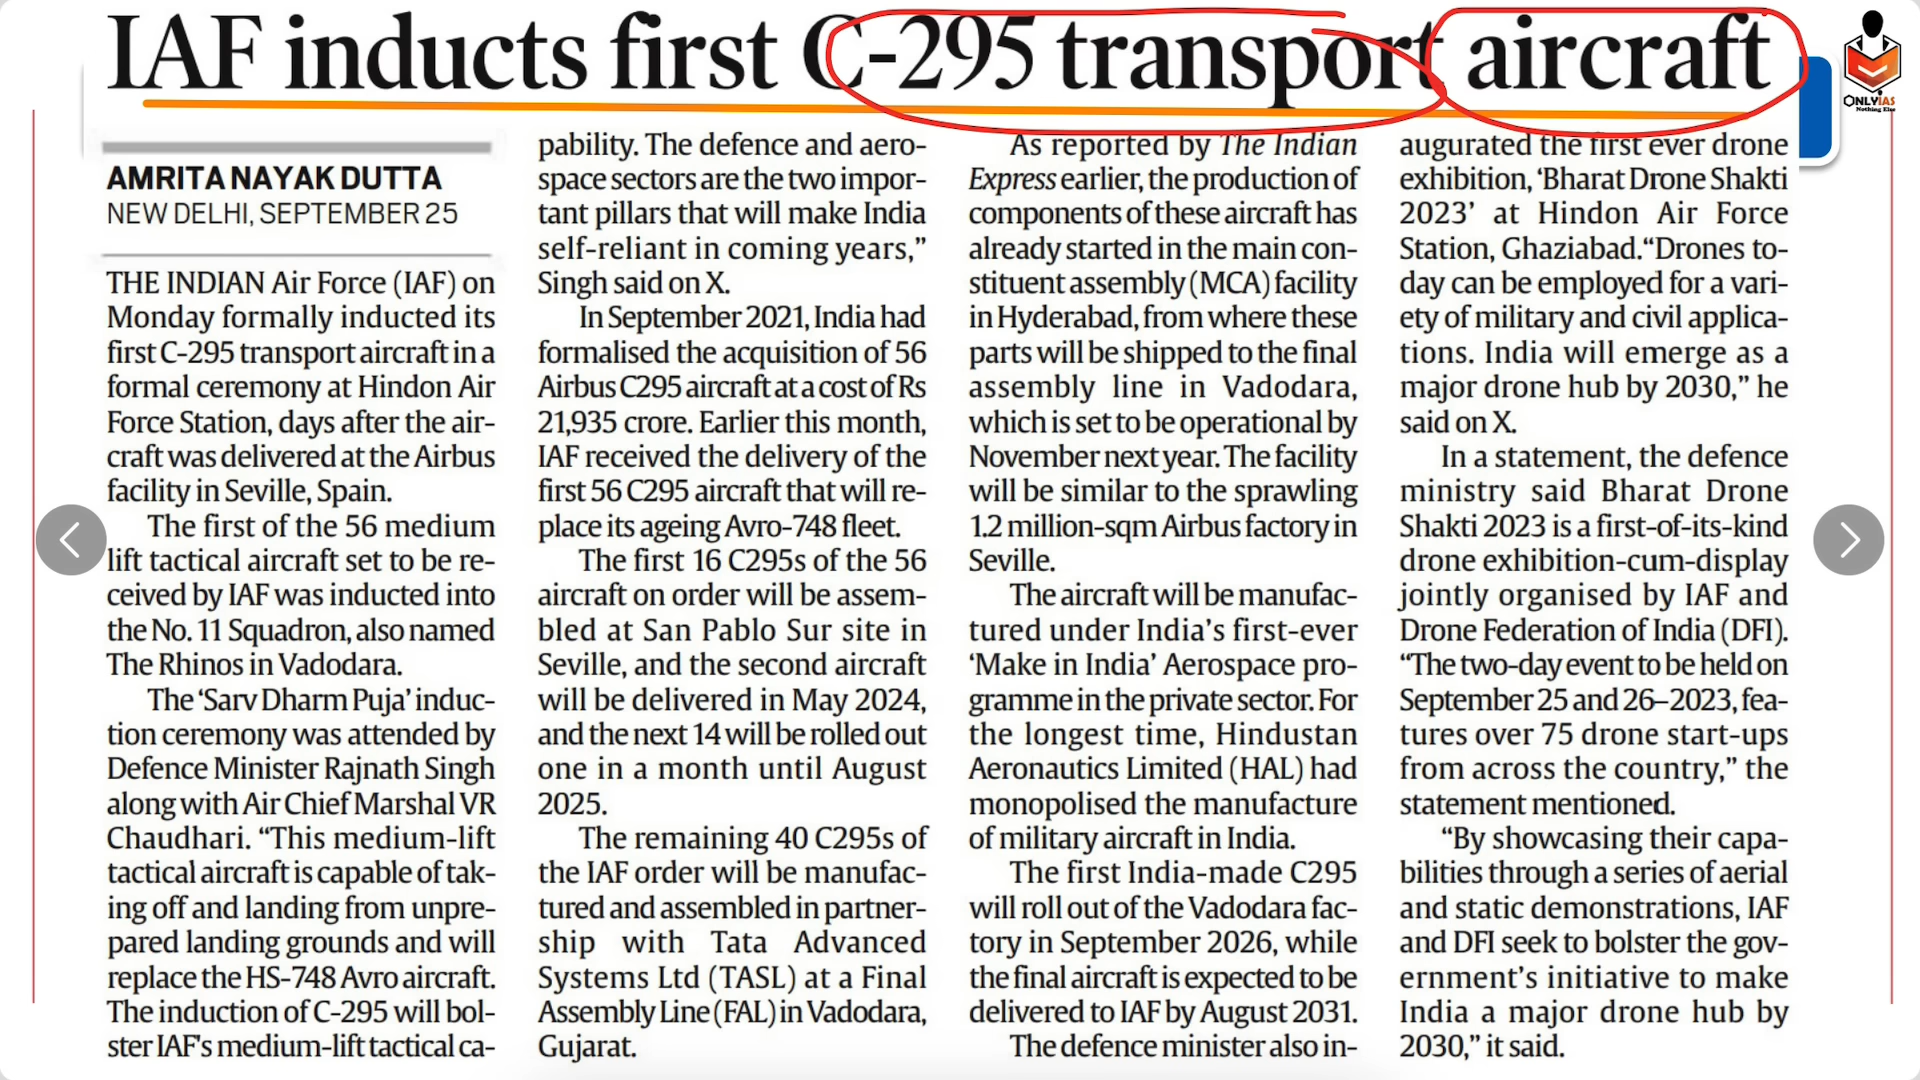 IAF inducts first C-295 transport aircraft
ONLYIAS
Nothing Else
AMRITA NAYAK DUTTA
NEW DELHI, SEPTEMBER 25
THE INDIAN Air Force (IAF) on
Monday formally inducted its
first C-295 transport aircraft in a
formal ceremony at Hindon Air
Force Station, days after the air-
craft was delivered at the Airbus
facility in Seville, Spain.
The first of the 56 medium
lift tactical aircraft set to be re-
ceived by IAF was inducted into
the No. 11 Squadron, also named
The Rhinos in Vadodara.
The ‘Sarv Dharm Puja’ induc-
tion ceremony was attended by
Defence Minister Rajnath Singh
along with Air Chief Marshal VR
Chaudhari. “This medium-lift
tactical aircraft is capable of tak-
ing off and landing from unpre-
pared landing grounds and will
replace the HS-748 Avro aircraft.
The induction of C-295 will bol-
ster IAF's medium-lift tactical ca-
pability. The defence and aero-
space sectors are the two impor-
tant pillars that will make India
self-reliant in coming years,”
Singh said on X.
In September 2021, India had
formalised the acquisition of 56
Airbus C295 aircraft at a cost of Rs
21,935 crore. Earlier this month,
IAF received the delivery of the
first 56 C295 aircraft that will re-
place its ageing Avro-748 fleet.
The first 16 C295s of the 56
aircraft on order will be assem-
bled at San Pablo Sur site in
Seville, and the second aircraft
will be delivered in May 2024,
and the next 14 will be rolled out
one in a month until August
2025.
The remaining 40 C295s of
the IAF order will be manufac-
tured and assembled in partner-
ship with Tata Advanced
Systems Ltd (TASL) at a Final
Assembly Line (FAL) in Vadodara,
Gujarat.
As reported by The Indian
Express earlier, the production of
components of these aircraft has
already started in the main con-
stituent assembly (MCA) facility
in Hyderabad, from where these
parts will be shipped to the final
assembly line in Vadodara,
which is set to be operational by
November next year. The facility
will be similar to the sprawling
1.2 million-sqm Airbus factory in
Seville.
The aircraft will be manufac-
tured under India’s first-ever
‘Make in India’ Aerospace pro-
gramme in the private sector. For
the longest time, Hindustan
Aeronautics Limited (HAL) had
monopolised the manufacture
of military aircraft in India.
The first India-made C295
will roll out of the Vadodara fac-
tory in September 2026, while
the final aircraft is expected to be
delivered to IAF by August 2031.
The defence minister also in-
augurated the first ever drone
exhibition, ‘Bharat Drone Shakti
2023’ at Hindon Air Force
Station, Ghaziabad.“Drones to-
day can be employed for a vari-
ety of military and civil applica-
tions. India will emerge as a
major drone hub by 2030,” he
said on X.
In a statement, the defence
ministry said Bharat Drone
Shakti 2023 is a first-of-its-kind
drone exhibition-cum-display
jointly organised by IAF and
Drone Federation of India (DFI).
“The two-day event to be held on
September 25 and 26–2023, fea-
tures over 75 drone start-ups
from across the country,” the
statement mentioned.
“By showcasing their capa-
bilities through a series of aerial
and static demonstrations, IAF
and DFI seek to bolster the gov-
ernment’s initiative to make
India a major drone hub by
2030,” it said.